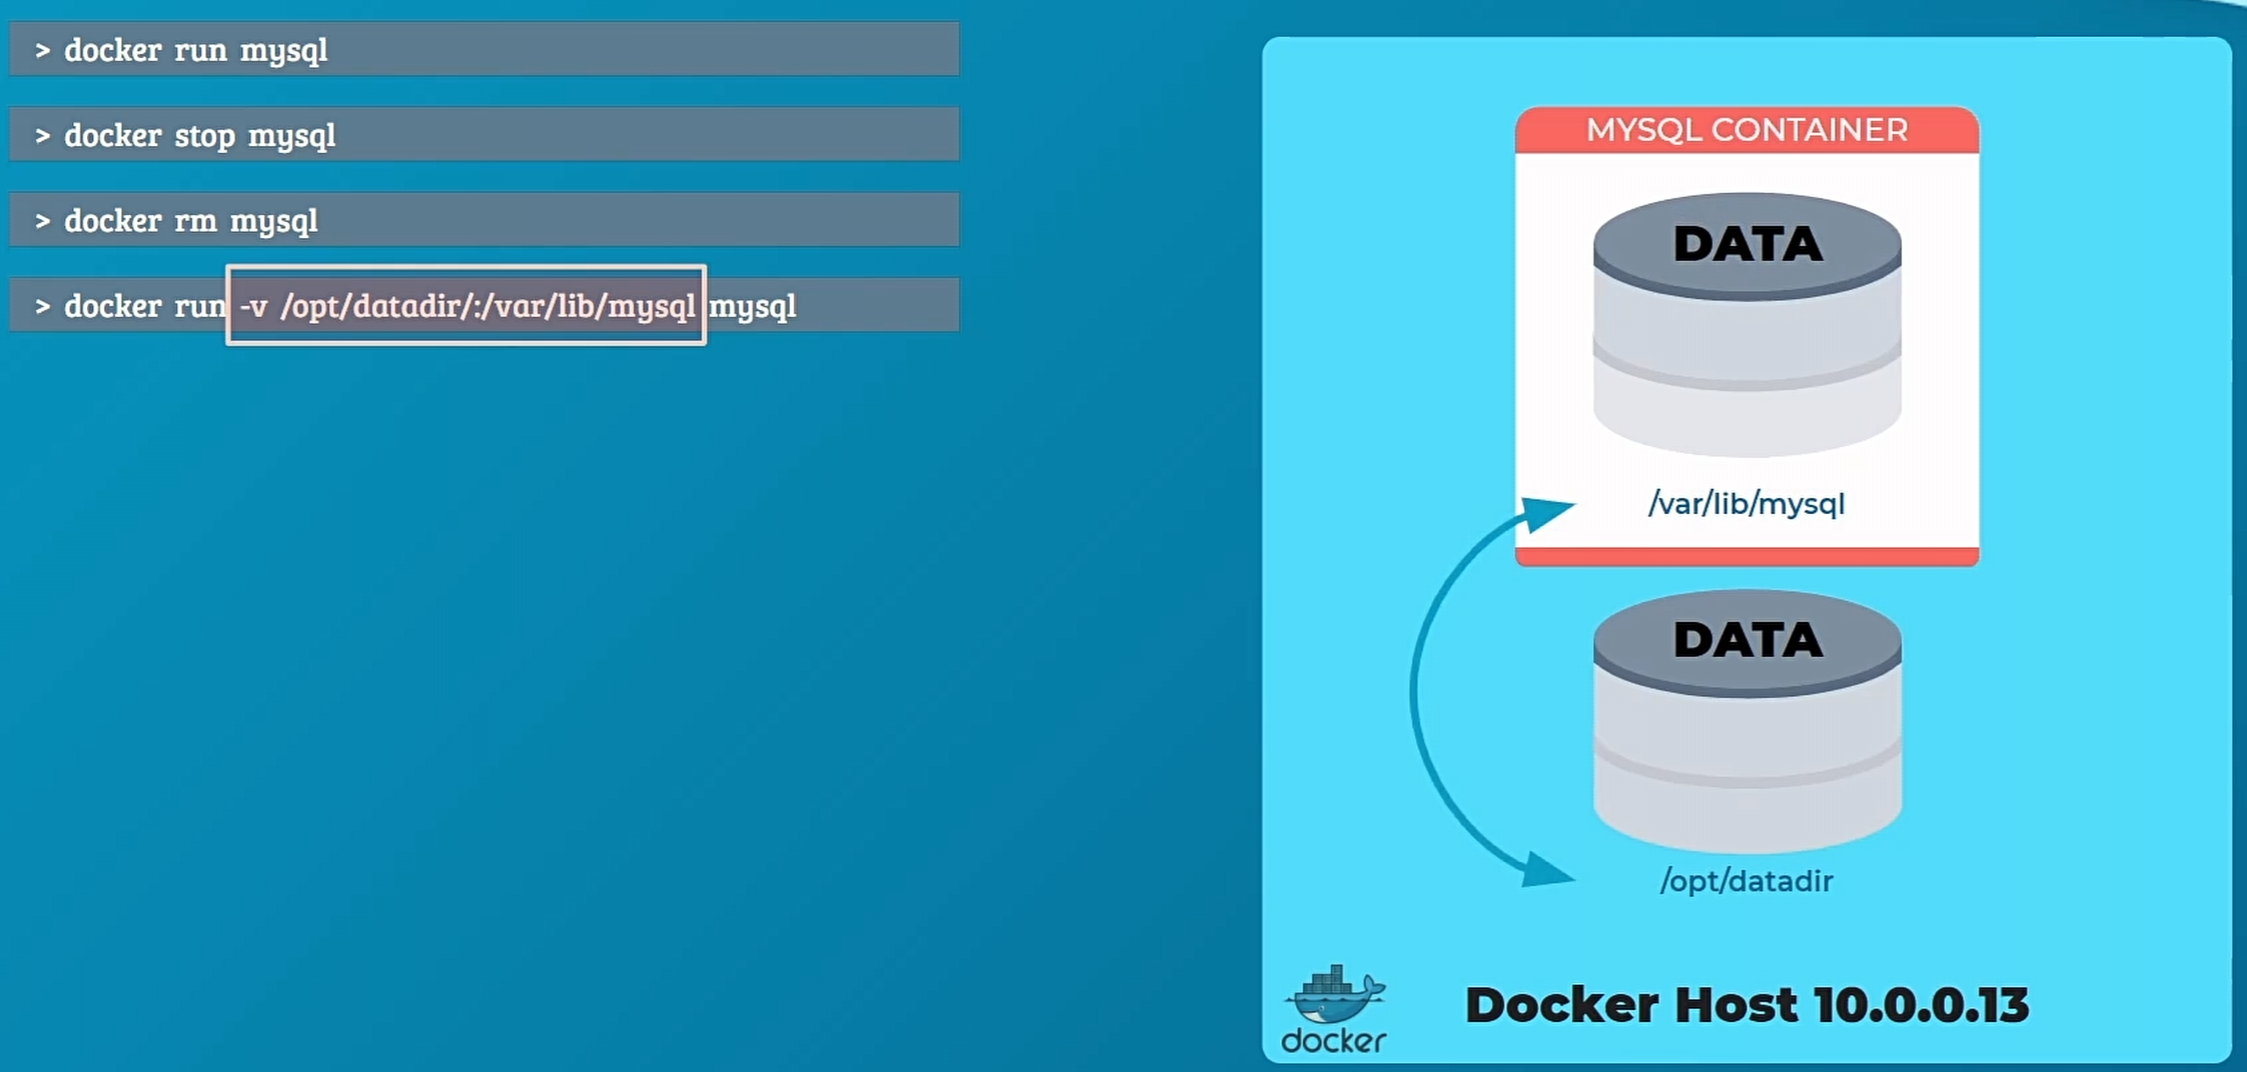 > docker run mysql
> docker stop mysql
> docker rm mysql
> docker run -v /opt/datadir/:/var/lib/mysql mysql
MYSQL CONTAINER
DATA
/var/lib/mysql
DATA
/opt/datadir
docker
Docker Host 10.0.0.13